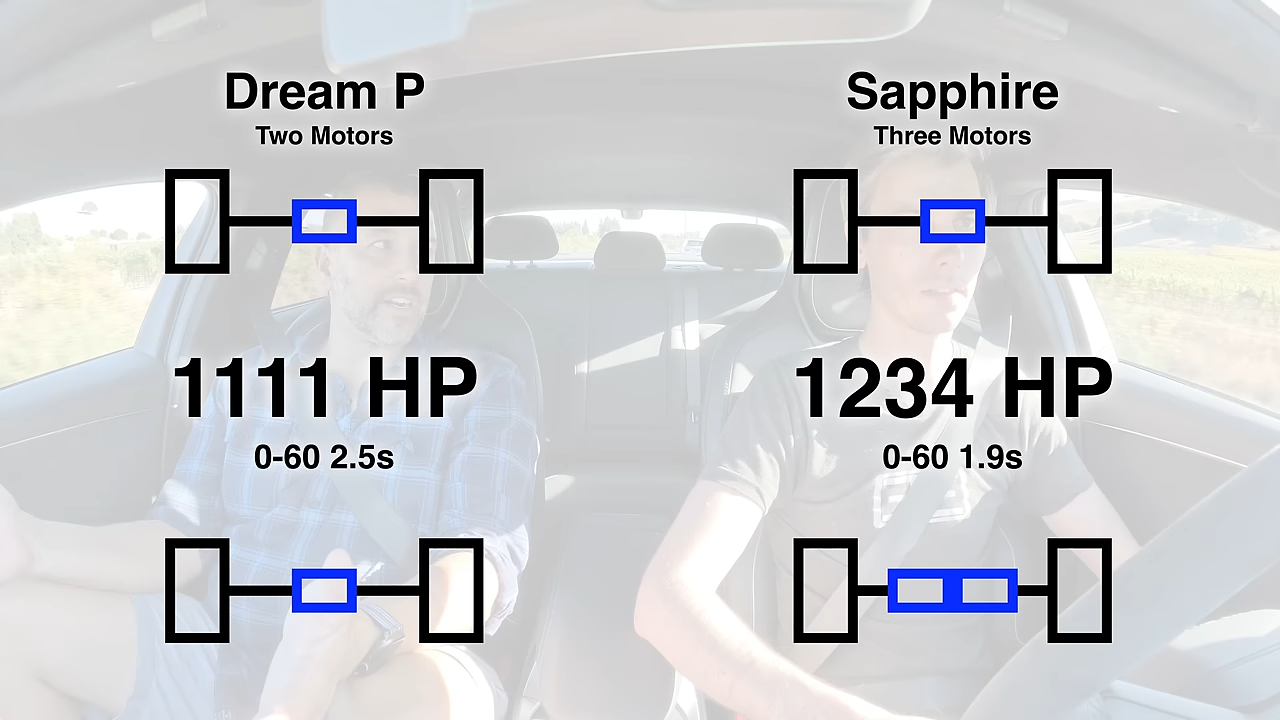 Dream P
Two Motors
1111 HP
0-60 2.5s
Sapphire
Three Motors
1234 HP
0-60 1.9s